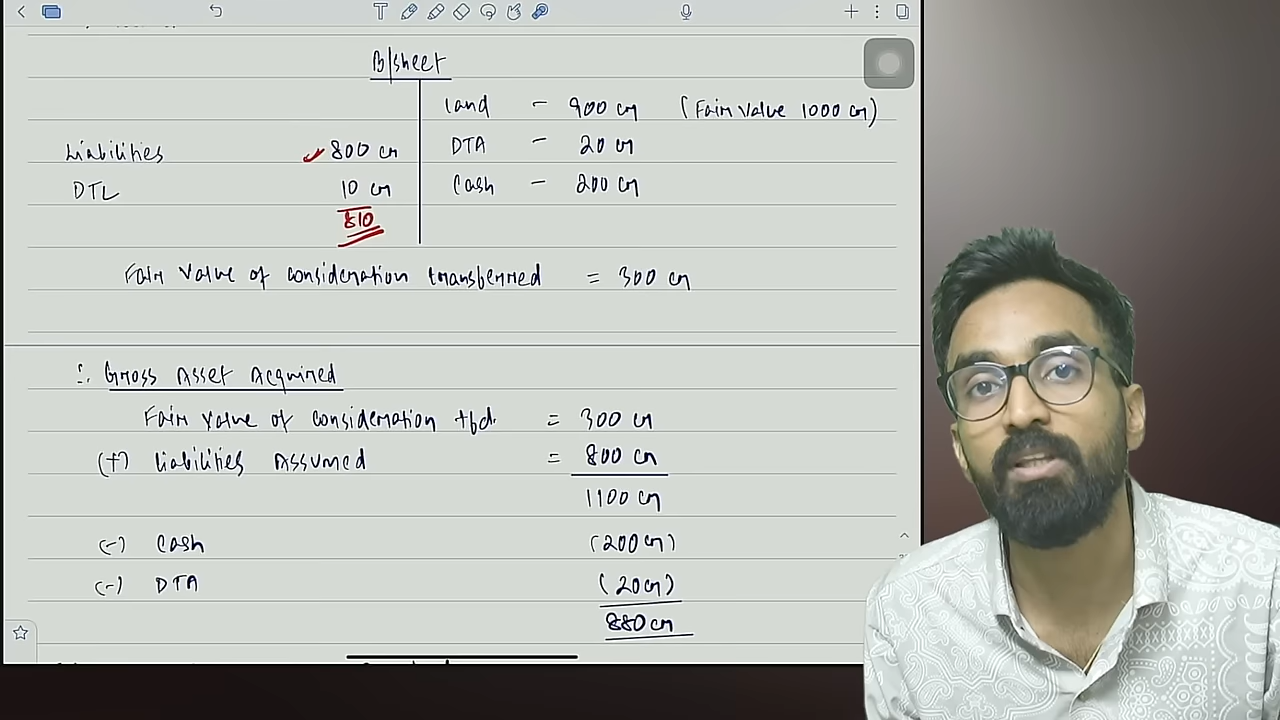 B/sheet
Land - 900 cr (Fair Value 1000 cr)
Liabilities 800 cr DTA - 20 cr
DTL 10 cr Cash - 200 cr
810
Fair Value of consideration transferred = 300 cr
∴ Gross Asset Acquired
Fair Value of consideration tfd. = 300 cr
(+) Liabilities Assumed = 800 cr
1100 cr
(-) Cash (200 cr)
(-) DTA (20 cr)
880 cr